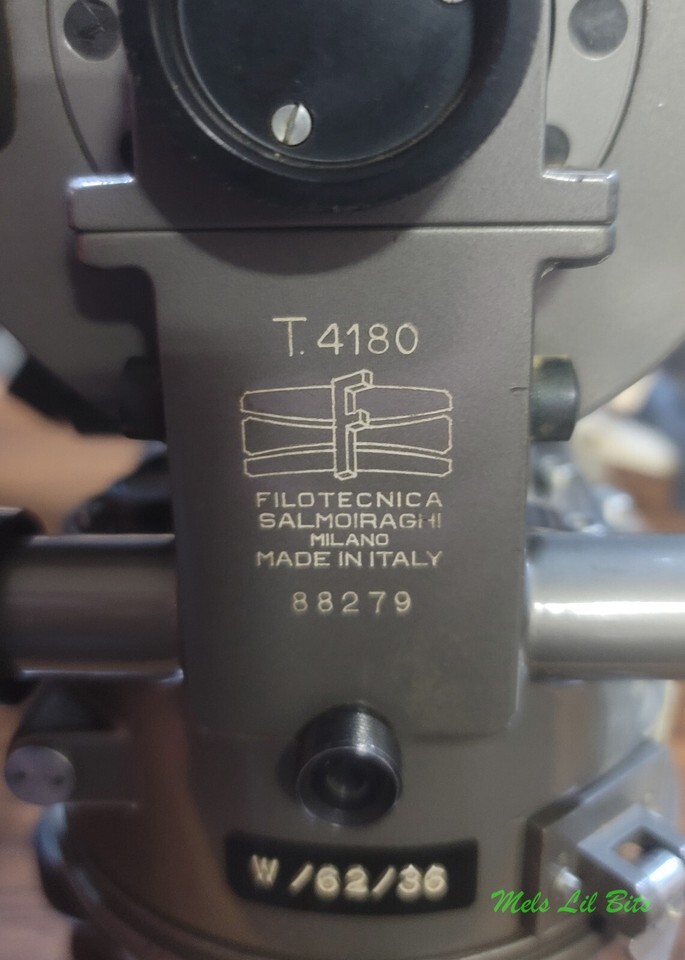 T. 4180
FILOTECNICA
SALMOIRAGHI
MILANO
MADE IN ITALY
88279
W/62/36
Mels Lil Bits